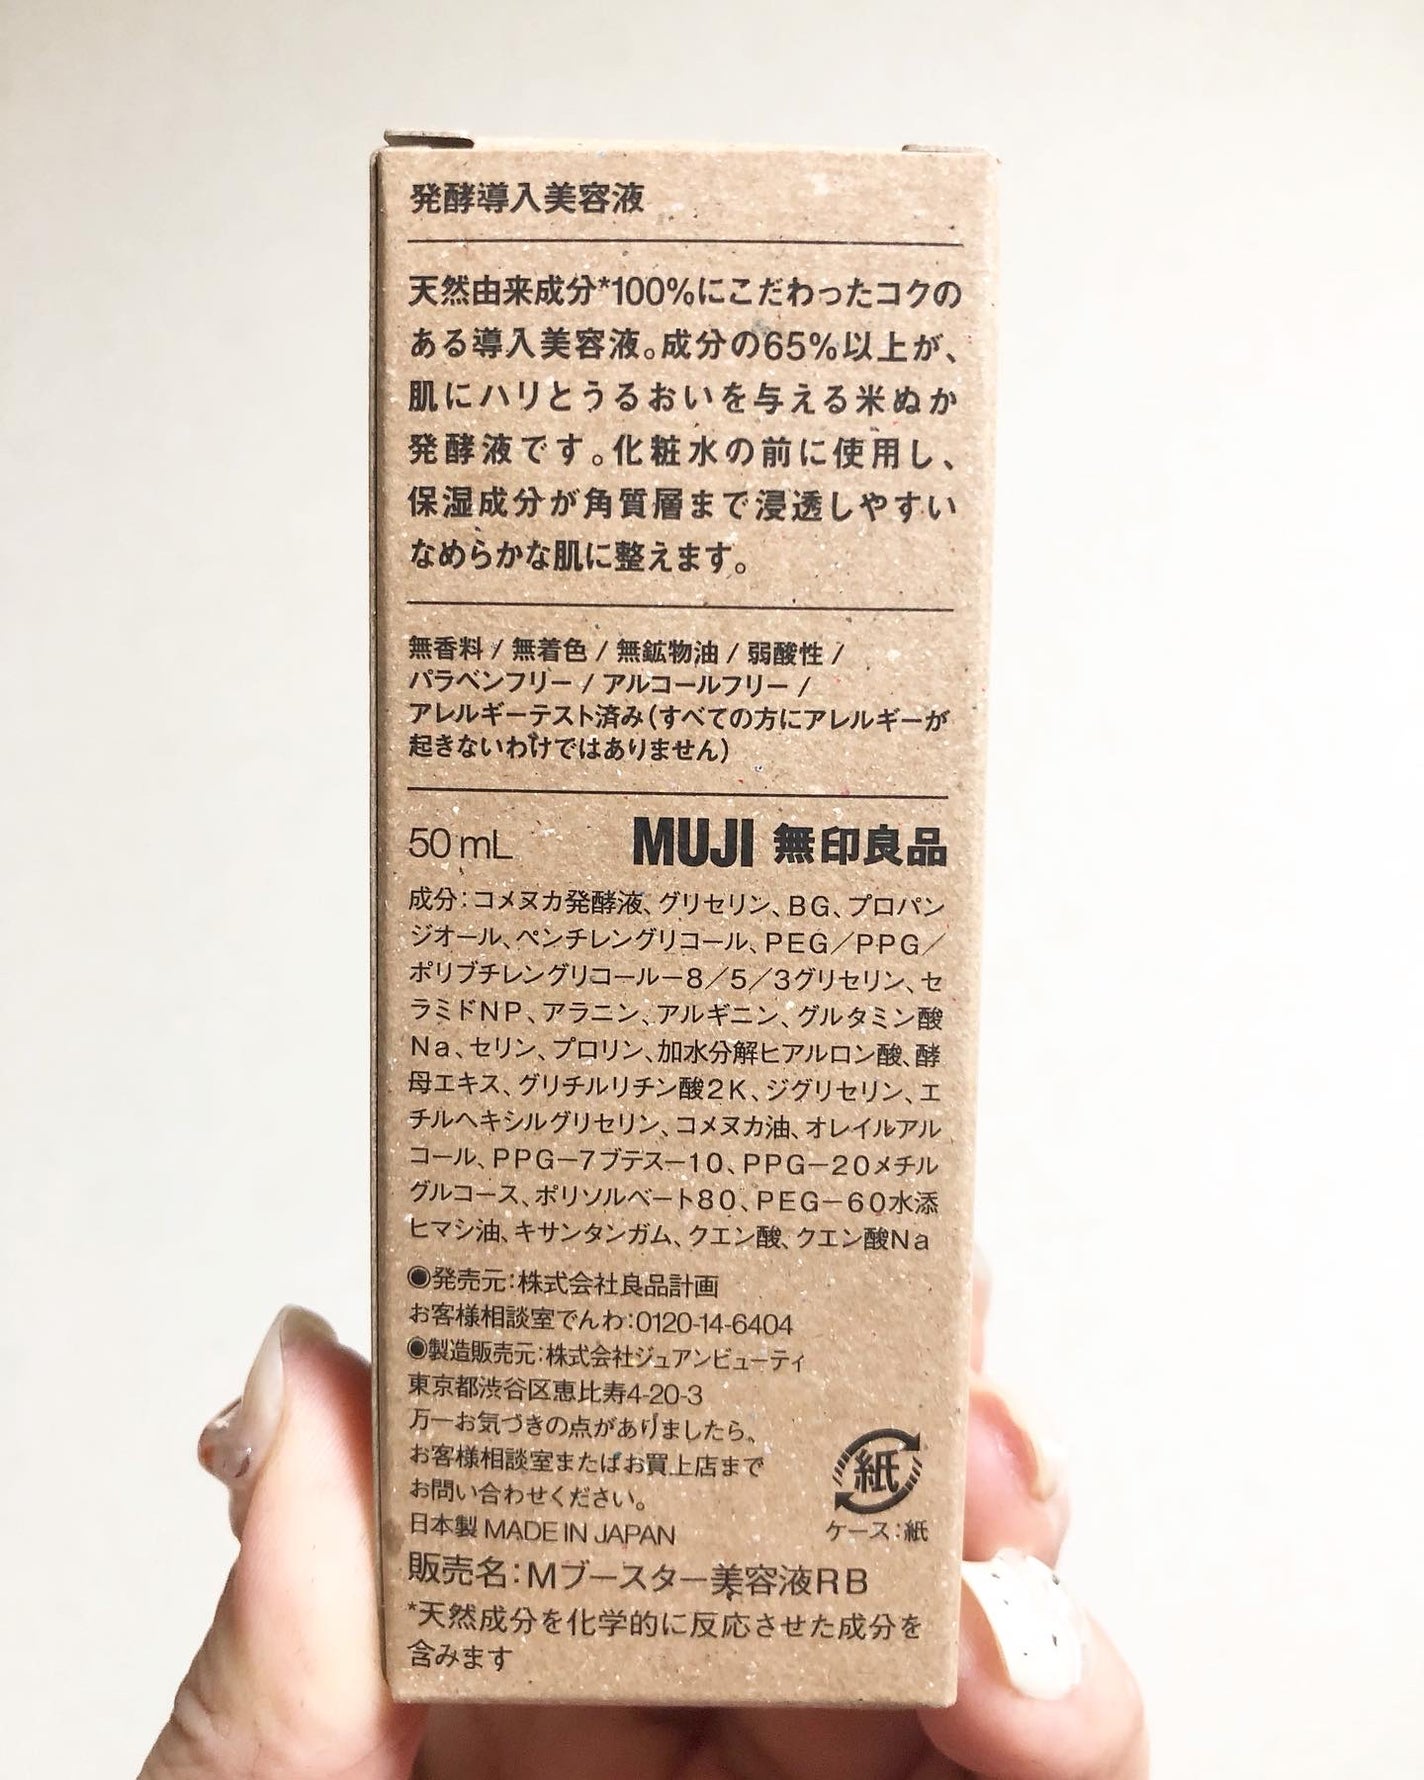 発酵導入美容液
天然由来成分*100%にこだわったコクの
ある導入美容液。成分の65%以上が、
肌にハリとうるおいを与える米ぬか
発酵液です。化粧水の前に使用し、
保湿成分が角質層まで浸透しやすい
なめらかな肌に整えます。
無香料 / 無着色 / 無鉱物油 / 弱酸性 /
パラベンフリー / アルコールフリー /
アレルギーテスト済み（すべての方にアレルギーが
起きないわけではありません）
50 mL MUJI 無印良品
成分：コメヌカ発酵液、グリセリン、BG、プロパン
ジオール、ペンチレングリコール、PEG／PPG／
ポリブチレングリコール－8／5／3グリセリン、セ
ラミドNP、アラニン、アルギニン、グルタミン酸
Na、セリン、プロリン、加水分解ヒアルロン酸、酵
母エキス、グリチルリチン酸2K、ジグリセリン、エ
チルヘキシルグリセリン、コメヌカ油、オレイルアル
コール、PPG－7ブテス－10、PPG－20メチル
グルコース、ポリソルベート80、PEG－60水添
ヒマシ油、キサンタンガム、クエン酸、クエン酸Na
◉発売元：株式会社良品計画
お客様相談室でんわ：0120-14-6404
◉製造販売元：株式会社ジュアンビューティ
東京都渋谷区恵比寿4-20-3
万一お気づきの点がありましたら、
お客様相談室またはお買上店まで
お問い合わせください。
紙
日本製 MADE IN JAPAN ケース：紙
販売名：Mブースター美容液RB
*天然成分を化学的に反応させた成分を
含みます